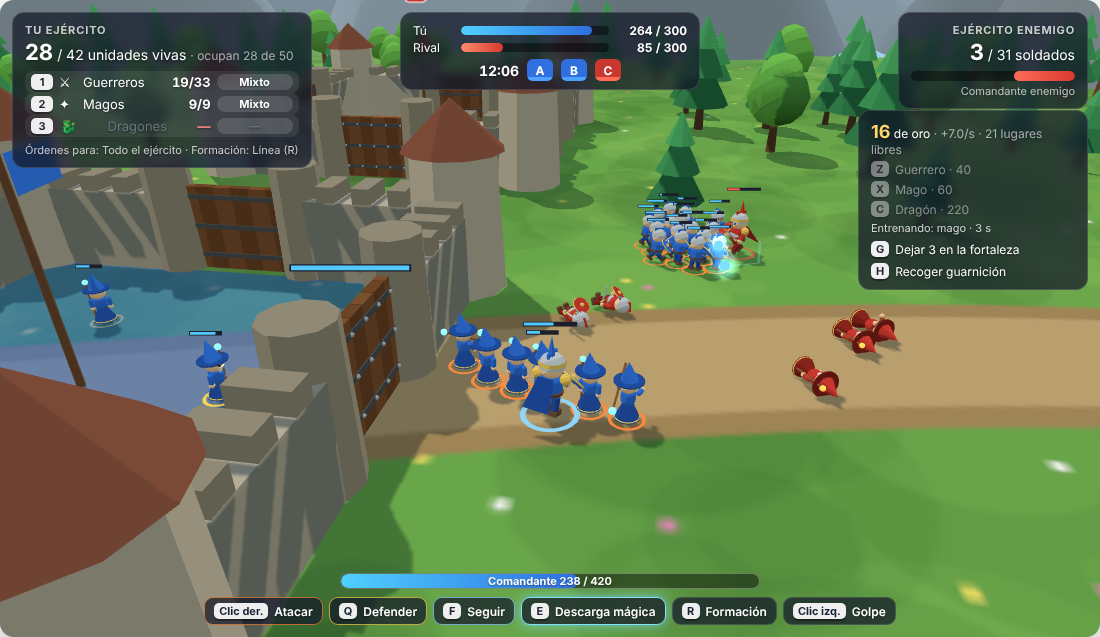 TU EJÉRCITO
28 / 42 unidades vivas · ocupan 28 de 50
1 Guerreros 19/33 Mixto
2 Magos 9/9 Mixto
3 Dragones — —
Órdenes para: Todo el ejército · Formación: Línea (R)
Tú 264 / 300
Rival 85 / 300
12:06 A B C
EJÉRCITO ENEMIGO
3 / 31 soldados
Comandante enemigo
16 de oro · +7.0/s · 21 lugares
libres
Z Guerrero · 40
X Mago · 60
C Dragón · 220
Entrenando: mago · 3 s
G Dejar 3 en la fortaleza
H Recoger guarnición
Comandante 238 / 420
Clic der. Atacar Q Defender F Seguir E Descarga mágica R Formación Clic izq. Golpe